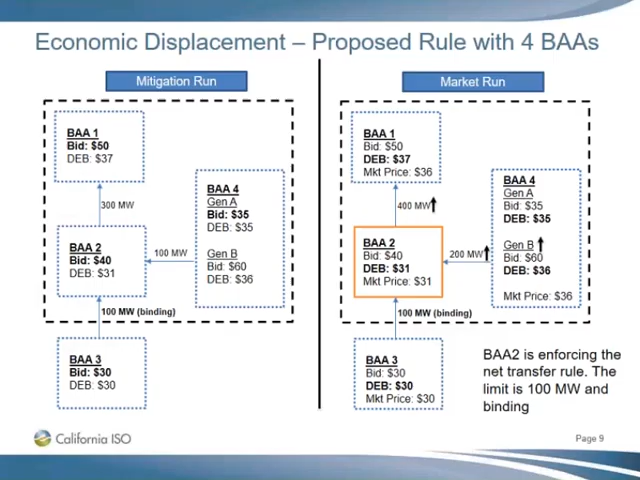 Economic Displacement – Proposed Rule with 4 BAAs
Mitigation Run
BAA 1
Bid: $50
DEB: $37
300 MW
BAA 2
Bid: $40
DEB: $31
100 MW
BAA 4
Gen A
Bid: $35
DEB: $35
Gen B
Bid: $60
DEB: $36
100 MW (binding)
BAA 3
Bid: $30
DEB: $30
Market Run
BAA 1
Bid: $50
DEB: $37
Mkt Price: $36
400 MW
BAA 2
Bid: $40
DEB: $31
Mkt Price: $31
200 MW
BAA 4
Gen A
Bid: $35
DEB: $35
Gen B
Bid: $60
DEB: $36
Mkt Price: $36
100 MW (binding)
BAA 3
Bid: $30
DEB: $30
Mkt Price: $30
BAA2 is enforcing the
net transfer rule. The
limit is 100 MW and
binding
California ISO
Page 9